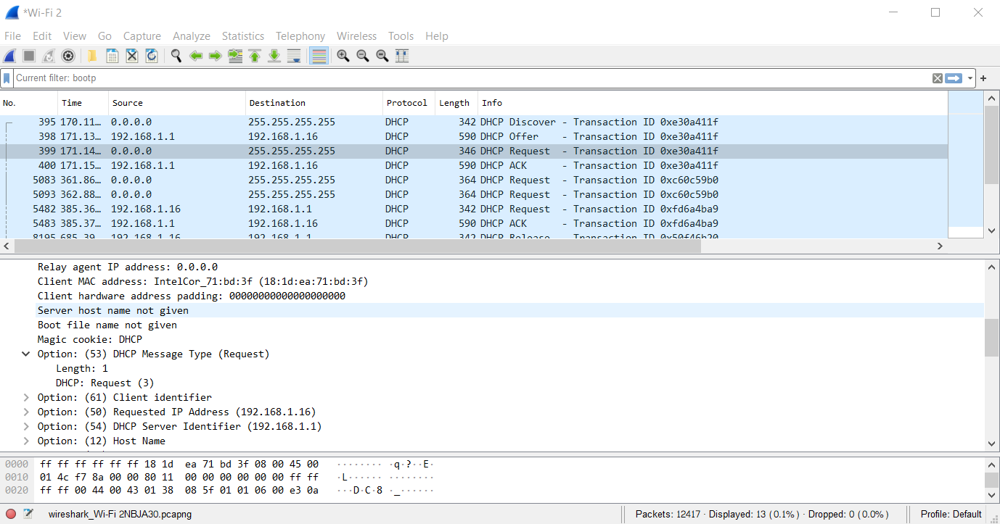 *Wi-Fi 2
File Edit View Go Capture Analyze Statistics Telephony Wireless Tools Help
Current filter: bootp
+
No. Time Source Destination Protocol Length Info
395 170.11… 0.0.0.0 255.255.255.255 DHCP 342 DHCP Discover - Transaction ID 0xe30a411f
398 171.13… 192.168.1.1 192.168.1.16 DHCP 590 DHCP Offer - Transaction ID 0xe30a411f
399 171.14… 0.0.0.0 255.255.255.255 DHCP 346 DHCP Request - Transaction ID 0xe30a411f
400 171.15… 192.168.1.1 192.168.1.16 DHCP 590 DHCP ACK - Transaction ID 0xe30a411f
5083 361.86… 0.0.0.0 255.255.255.255 DHCP 364 DHCP Request - Transaction ID 0xc60c59b0
5093 362.88… 0.0.0.0 255.255.255.255 DHCP 364 DHCP Request - Transaction ID 0xc60c59b0
5482 385.36… 192.168.1.16 192.168.1.1 DHCP 342 DHCP Request - Transaction ID 0xfd6a4ba9
5483 385.37… 192.168.1.1 192.168.1.16 DHCP 590 DHCP ACK - Transaction ID 0xfd6a4ba9
8195 685.39… 192.168.1.16 192.168.1.1 DHCP 342 DHCP Release - Transaction ID 0x50f46b20
Relay agent IP address: 0.0.0.0
Client MAC address: IntelCor_71:bd:3f (18:1d:ea:71:bd:3f)
Client hardware address padding: 00000000000000000000
Server host name not given
Boot file name not given
Magic cookie: DHCP
Option: (53) DHCP Message Type (Request)
Length: 1
DHCP: Request (3)
Option: (61) Client identifier
Option: (50) Requested IP Address (192.168.1.16)
Option: (54) DHCP Server Identifier (192.168.1.1)
Option: (12) Host Name
0000 ff ff ff ff ff ff 18 1d ea 71 bd 3f 08 00 45 00 ········ ·q·?··E·
0010 01 4c f7 8a 00 00 80 11 00 00 00 00 00 00 ff ff ·L······ ········
0020 ff ff 00 44 00 43 01 38 08 5f 01 01 06 00 e3 0a ···D·C·8 ·_······
wireshark_Wi-Fi 2NBJA30.pcapng Packets: 12417 · Displayed: 13 (0.1%) · Dropped: 0 (0.0%) Profile: Default